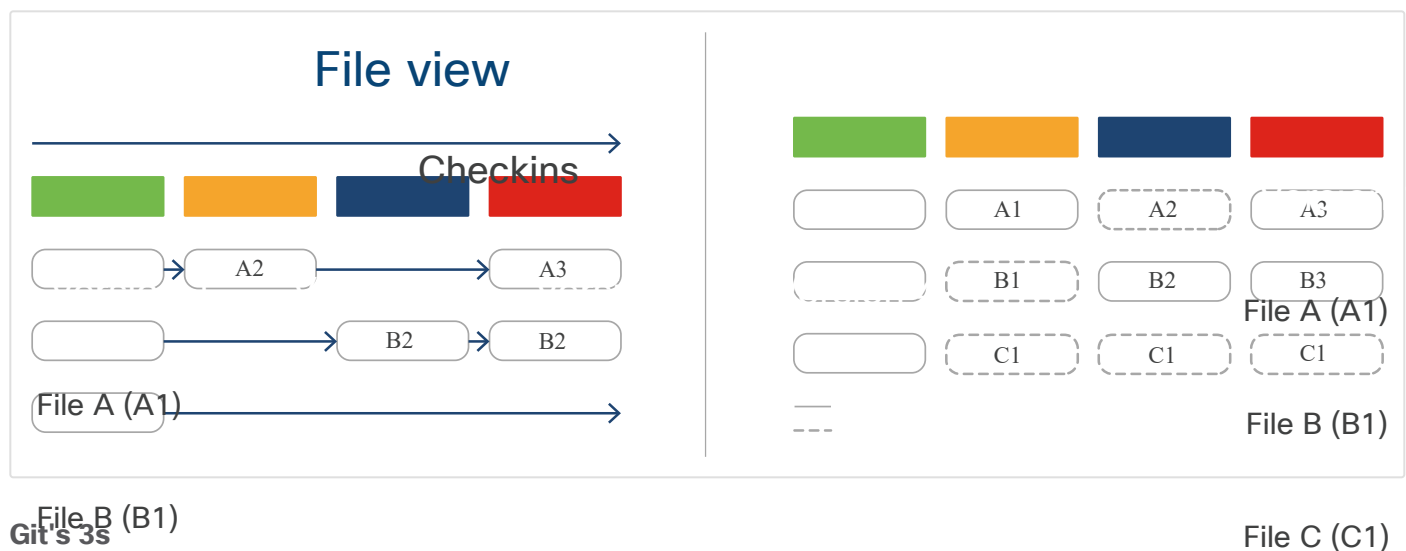 File view
Checkins
A2
A3
B2
B2
File A (A1)
File B (B1)
Git's 3s
A1
A2
A3
B1
B2
B3
File A (A1)
C1
C1
C1
File B (B1)
File C (C1)